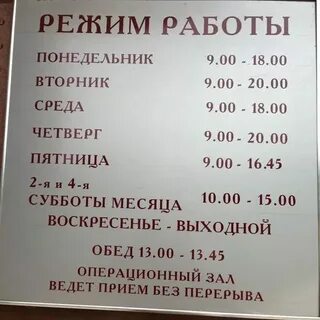 РЕЖИМ РАБОТЫ
ПОНЕДЕЛЬНИК 9.00 - 18.00
ВТОРНИК 9.00 - 20.00
СРЕДА 9.00 - 18.00
ЧЕТВЕРГ 9.00 - 20.00
ПЯТНИЦА 9.00 - 16.45
2-я и 4-я
СУББОТЫ МЕСЯЦА 10.00 - 15.00
ВОСКРЕСЕНЬЕ - ВЫХОДНОЙ
ОБЕД 13.00 - 13.45
ОПЕРАЦИОННЫЙ ЗАЛ
ВЕДЕТ ПРИЕМ БЕЗ ПЕРЕРЫВА